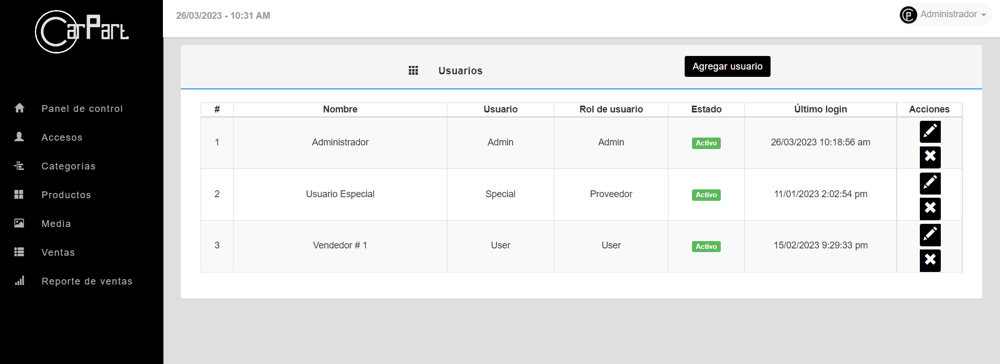 CarPart
26/03/2023 - 10:31 AM
Administrador
Panel de control
Accesos
Categorías
Productos
Media
Ventas
Reporte de ventas
Usuarios
Agregar usuario
# Nombre Usuario Rol de usuario Estado Último login Acciones
1 Administrador Admin Admin Activo 26/03/2023 10:18:56 am
2 Usuario Especial Special Proveedor Activo 11/01/2023 2:02:54 pm
3 Vendedor # 1 User User Activo 15/02/2023 9:29:33 pm